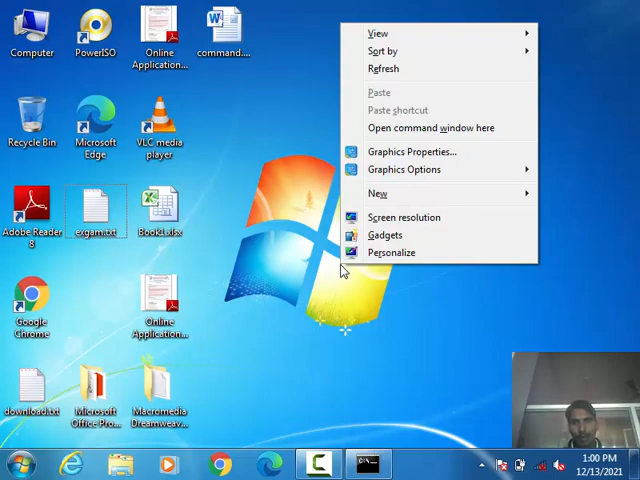 Computer
PowerISO
Online
Application...
command....
Recycle Bin
Microsoft
Edge
VLC media
player
Adobe Reader
8
exgam.txt
Book1.xlsx
Google
Chrome
Online
Application...
download.txt
Microsoft
Office Pro...
Macromedia
Dreamweav...
View
Sort by
Refresh
Paste
Paste shortcut
Open command window here
Graphics Properties...
Graphics Options
New
Screen resolution
Gadgets
Personalize
1:00 PM
12/13/2021